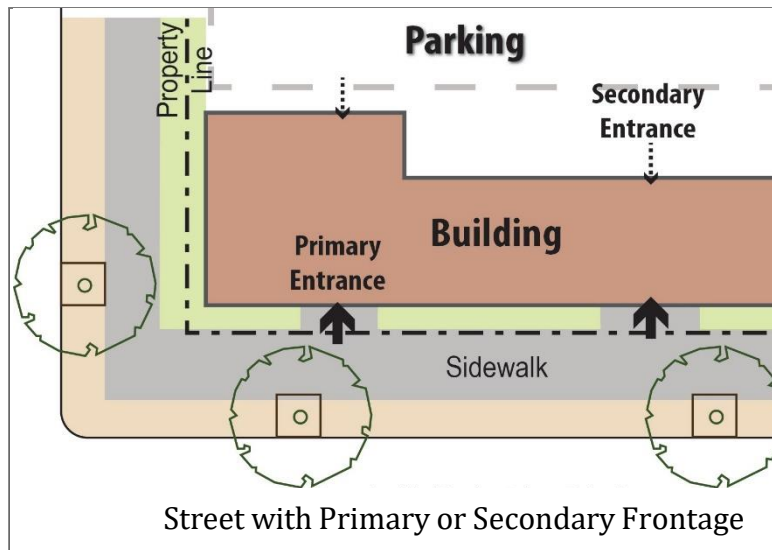 Parking
Property
Line
Secondary
Entrance
Primary
Entrance
Building
Sidewalk
Street with Primary or Secondary Frontage